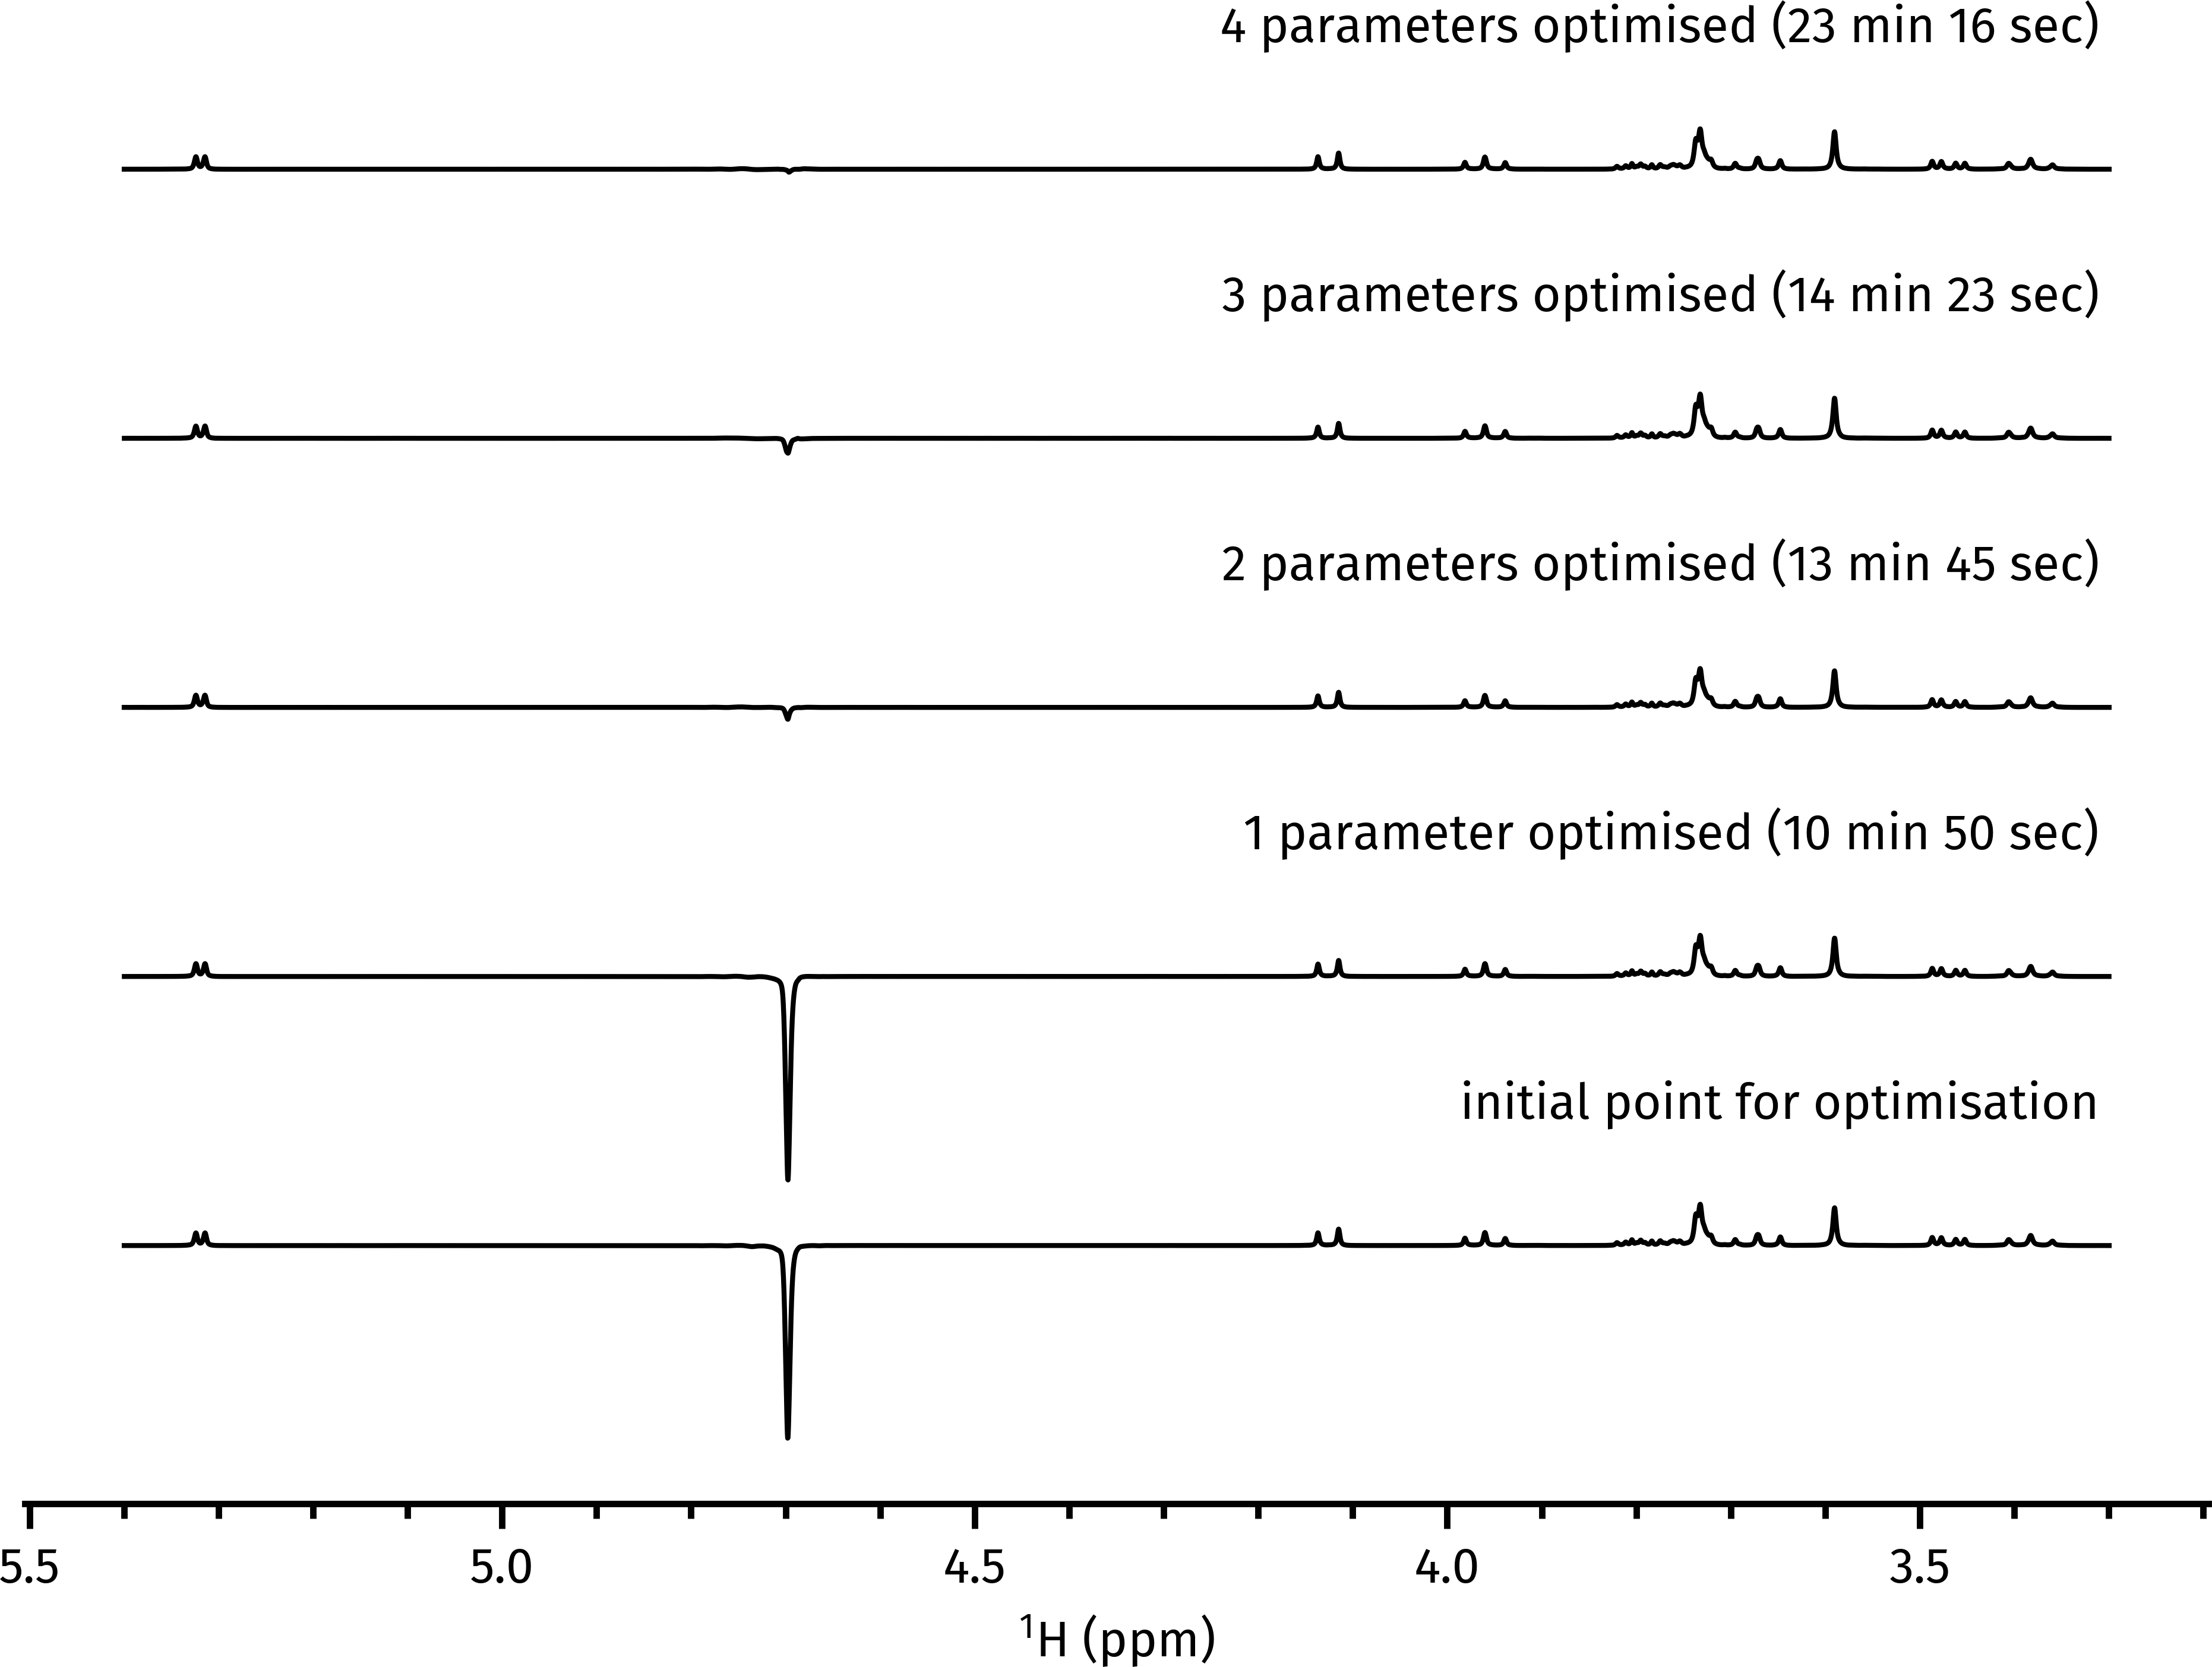 4 parameters optimised (23 min 16 sec)
3 parameters optimised (14 min 23 sec)
2 parameters optimised (13 min 45 sec)
1 parameter optimised (10 min 50 sec)
initial point for optimisation
5.5 5.0 4.5 4.0 3.5
¹H (ppm)